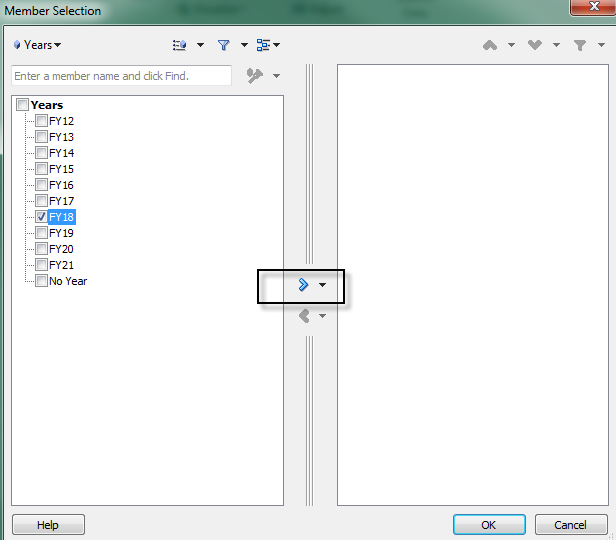 Member Selection
Years
Enter a member name and click Find.
Years
FY12
FY13
FY14
FY15
FY16
FY17
FY18
FY19
FY20
FY21
No Year
Help
OK
Cancel